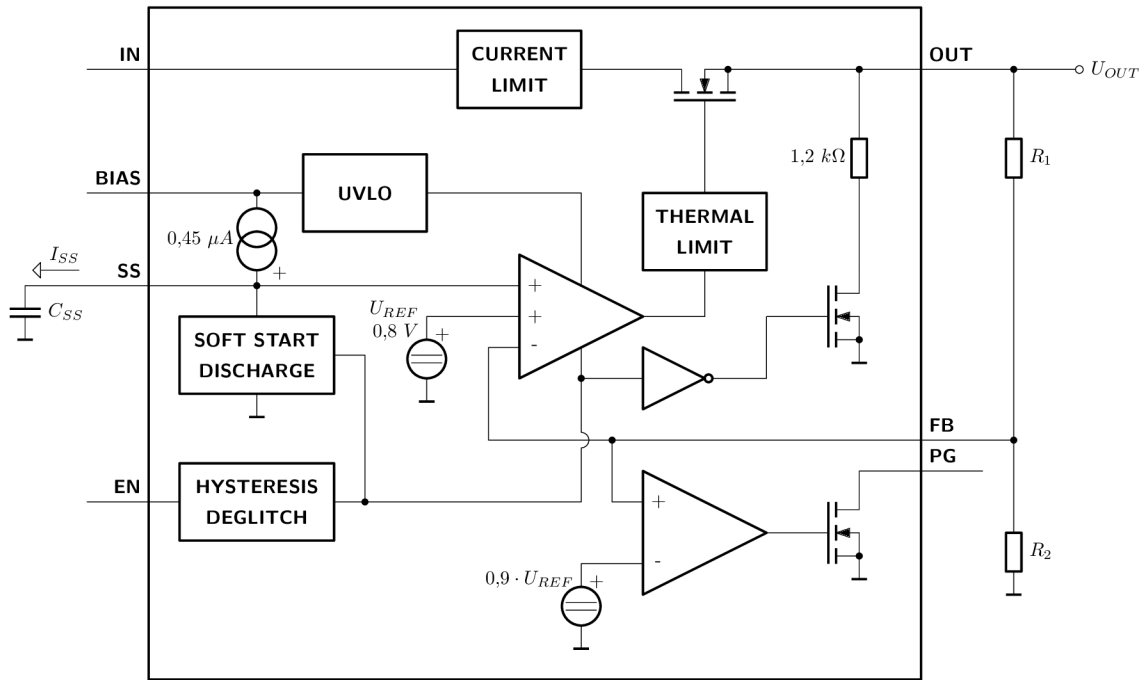 IN
CURRENT
LIMIT
OUT
U_OUT
1,2 kΩ
R_1
BIAS
UVLO
THERMAL
LIMIT
0,45 μA
I_SS
SS
+
C_SS
SOFT START
DISCHARGE
U_REF
0,8 V
+
+
+
-
FB
PG
EN
HYSTERESIS
DEGLITCH
+
-
0,9 · U_REF
+
R_2